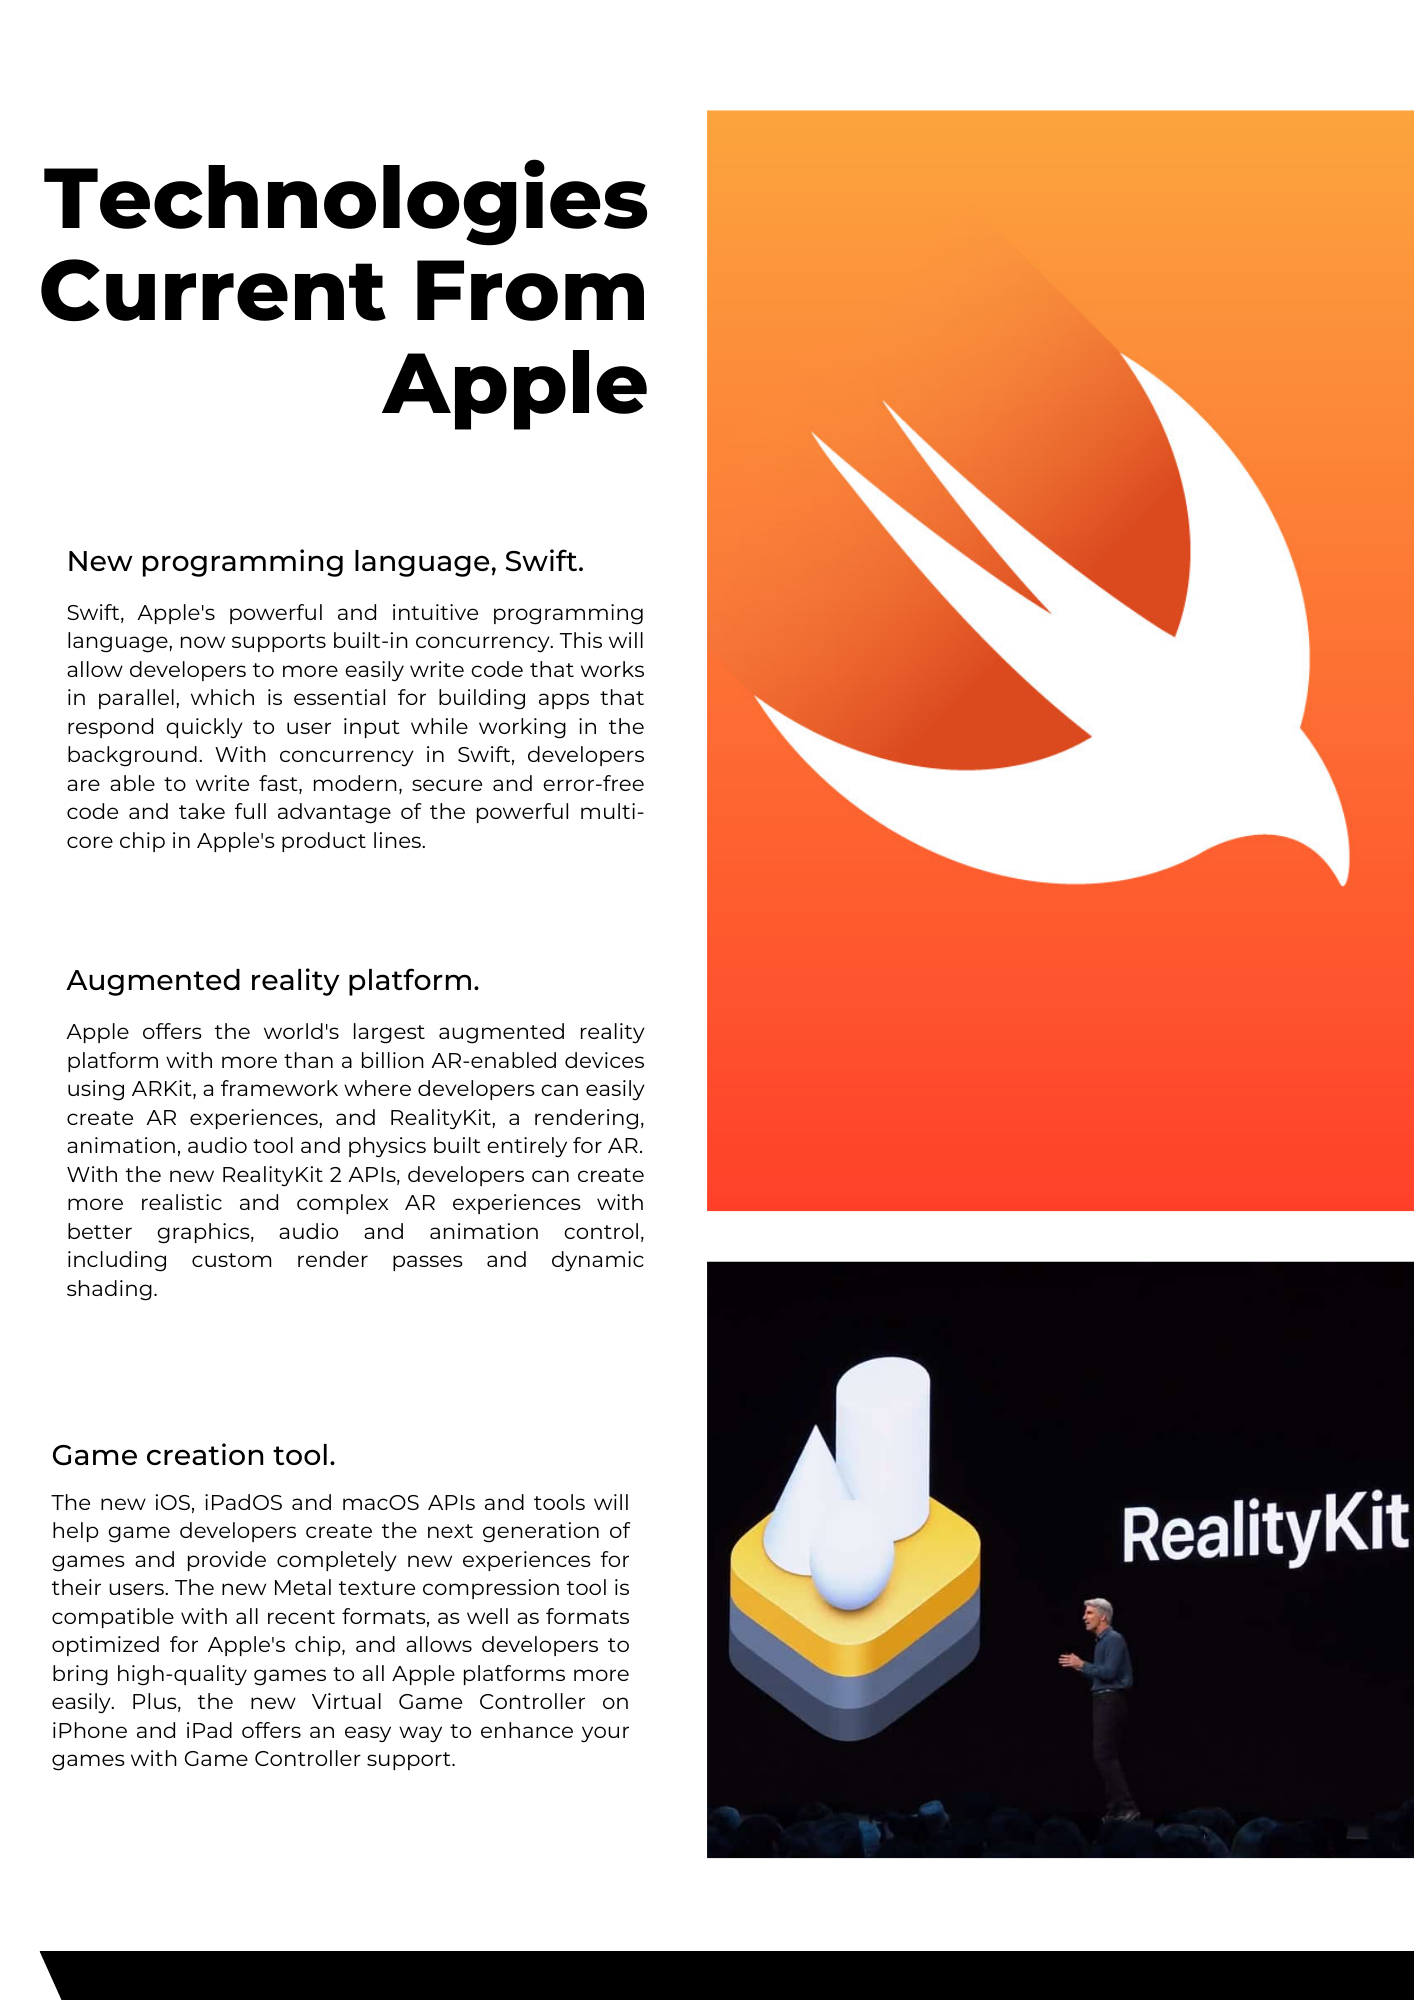 Technologies
Current From
Apple
New programming language, Swift.
Swift, Apple's powerful and intuitive programming
language, now supports built-in concurrency. This will
allow developers to more easily write code that works
in parallel, which is essential for building apps that
respond quickly to user input while working in the
background. With concurrency in Swift, developers
are able to write fast, modern, secure and error-free
code and take full advantage of the powerful multi-
core chip in Apple's product lines.
Augmented reality platform.
Apple offers the world's largest augmented reality
platform with more than a billion AR-enabled devices
using ARKit, a framework where developers can easily
create AR experiences, and RealityKit, a rendering,
animation, audio tool and physics built entirely for AR.
With the new RealityKit 2 APIs, developers can create
more realistic and complex AR experiences with
better graphics, audio and animation control,
including custom render passes and dynamic
shading.
Game creation tool.
The new iOS, iPadOS and macOS APIs and tools will
help game developers create the next generation of
games and provide completely new experiences for
their users. The new Metal texture compression tool is
compatible with all recent formats, as well as formats
optimized for Apple's chip, and allows developers to
bring high-quality games to all Apple platforms more
easily. Plus, the new Virtual Game Controller on
iPhone and iPad offers an easy way to enhance your
games with Game Controller support.
RealityKit